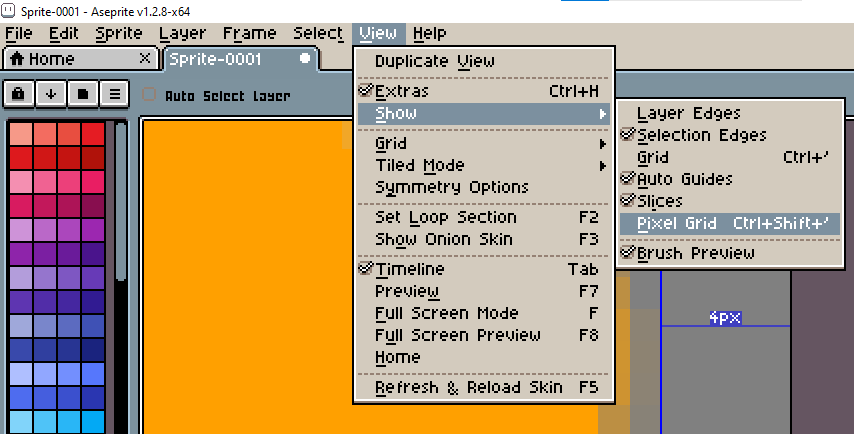 Sprite-0001 - Aseprite v1.2.8-x64
File Edit Sprite Layer Frame Select View Help
Home Sprite-0001
Auto Select Layer
Duplicate View
Extras Ctrl+H
Show
Grid
Tiled Mode
Symmetry Options
Set Loop Section F2
Show Onion Skin F3
Timeline Tab
Preview F7
Full Screen Mode F
Full Screen Preview F8
Home
Refresh & Reload Skin F5
Layer Edges
Selection Edges
Grid Ctrl+'
Auto Guides
Slices
Pixel Grid Ctrl+Shift+'
Brush Preview
4px